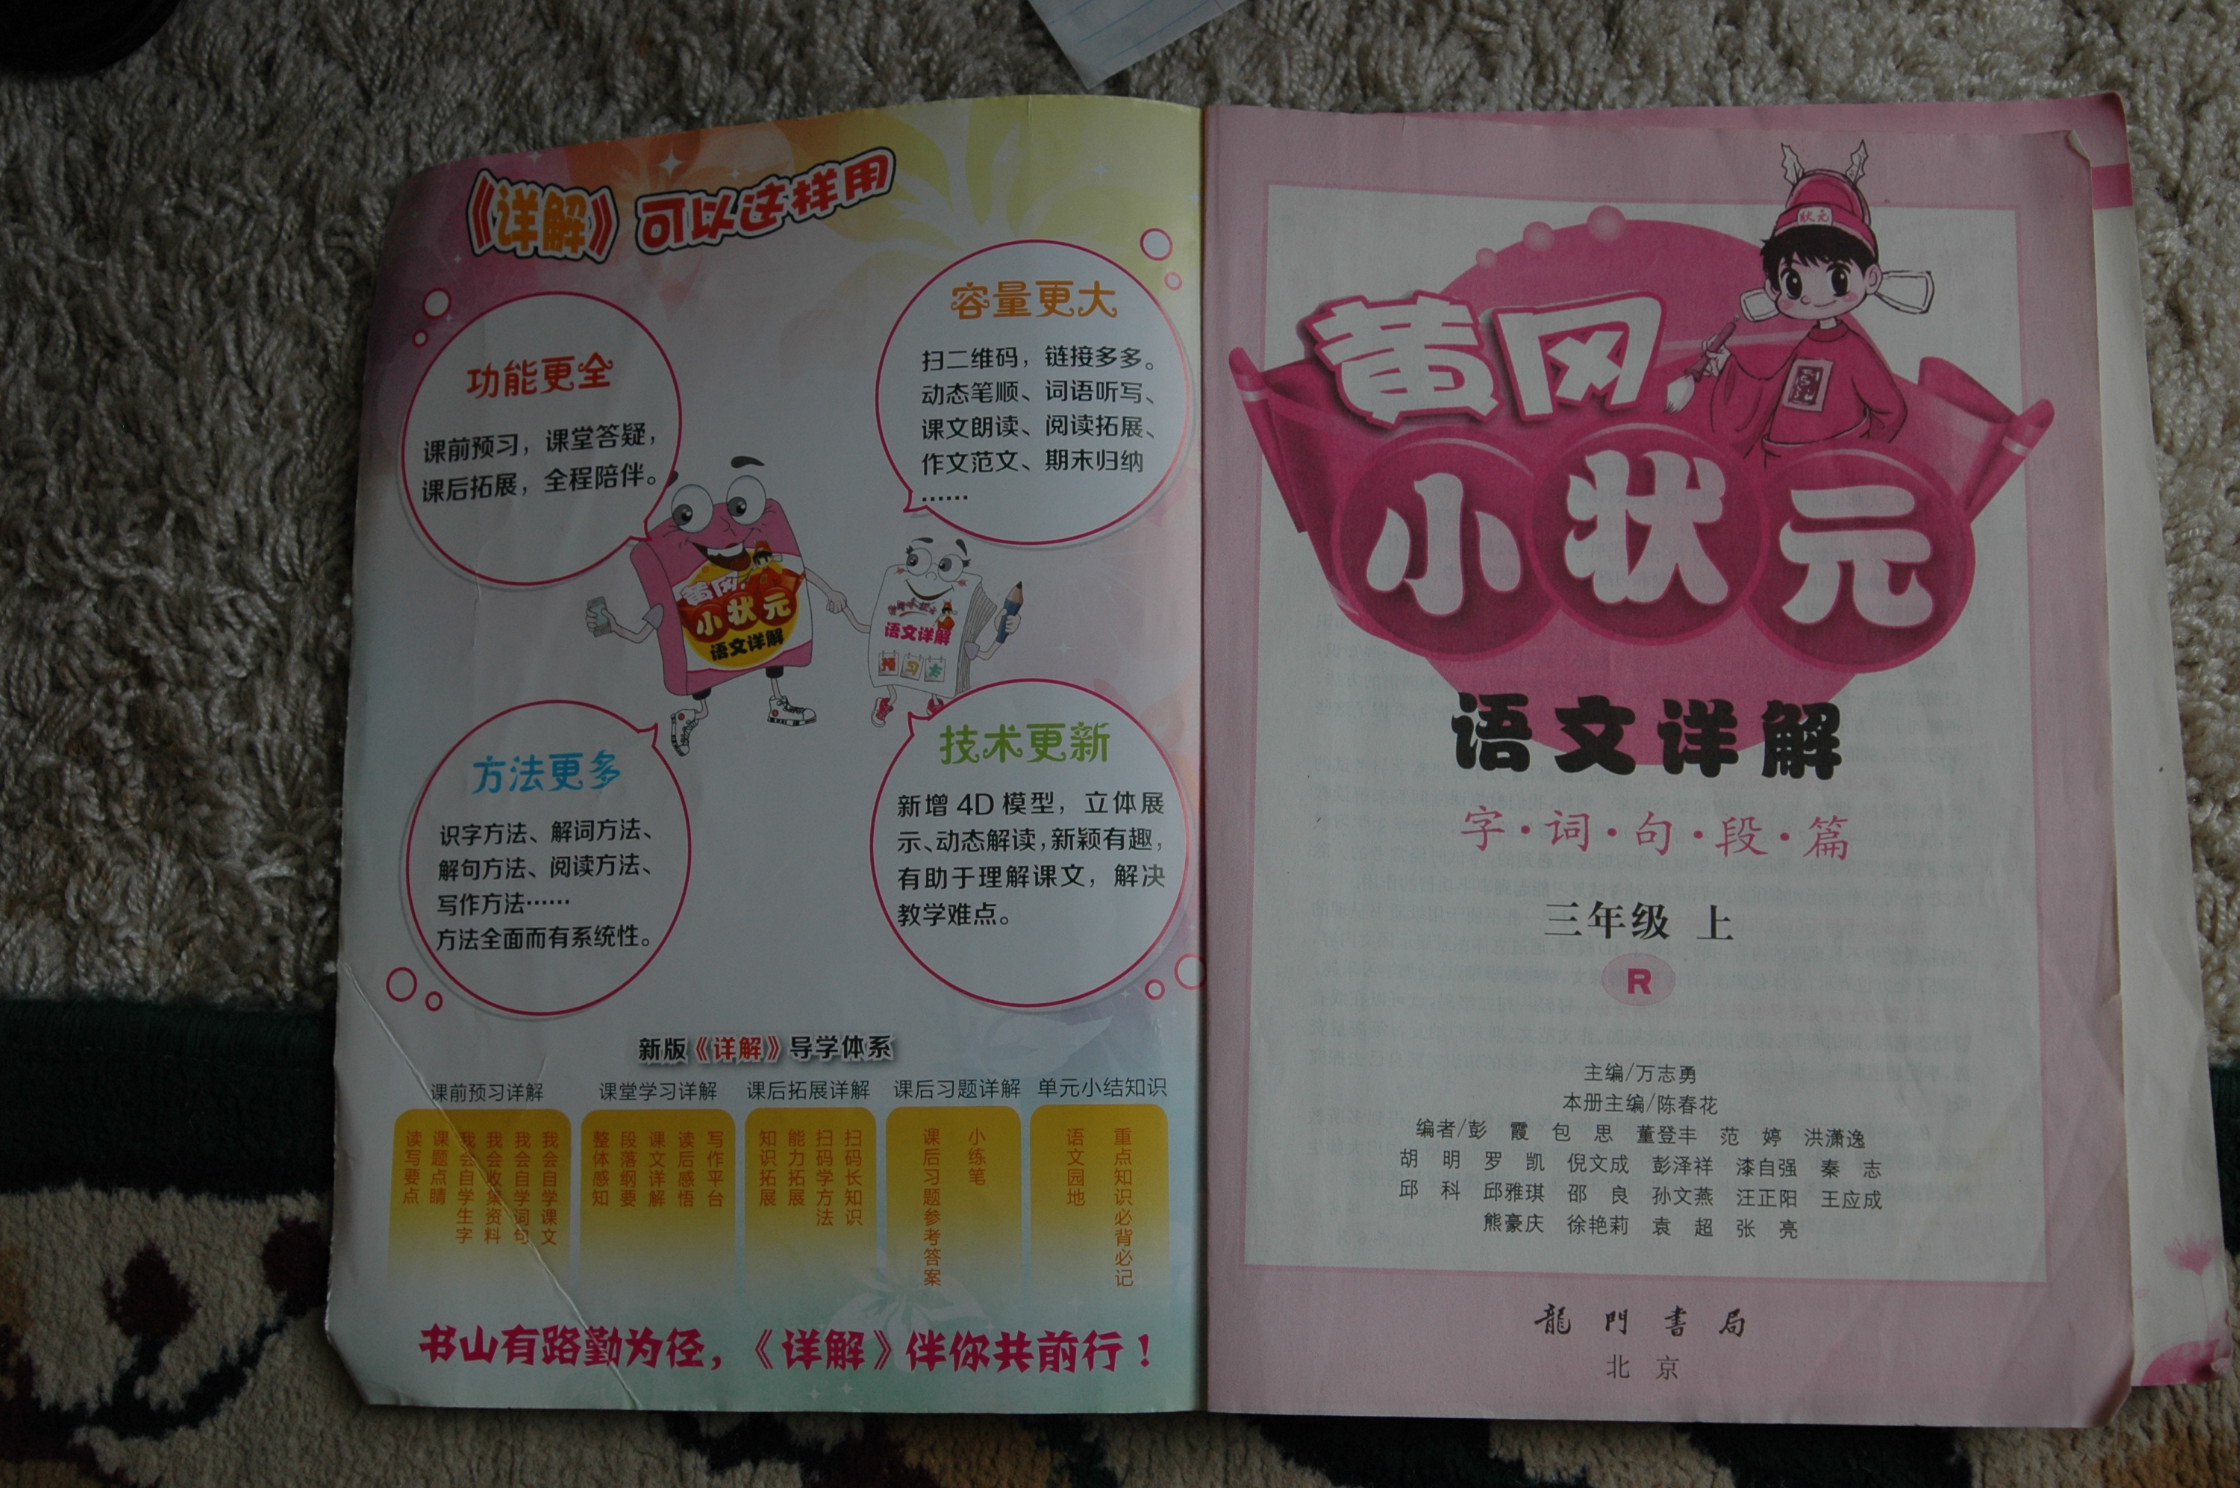 《详解》可以这样用
功能更全
课前预习，课堂答疑，
课后拓展，全程陪伴。
容量更大
扫二维码，链接多多。
动态笔顺、词语听写、
课文朗读、阅读拓展、
作文范文、期末归纳
……
黄冈
小状元
语文详解
语文详解
预习卡
方法更多
识字方法、解词方法、
解句方法、阅读方法、
写作方法……
方法全面而有系统性。
技术更新
新增4D模型，立体展
示、动态解读，新颖有趣，
有助于理解课文，解决
教学难点。
新版《详解》导学体系
课前预习详解
读写要点
课题点睛
我会自学生字
我会收集资料
我会自学词句
我会自学课文
课堂学习详解
整体感知
段落纲要
课文详解
读后感悟
写作平台
课后拓展详解
知识拓展
能力拓展
扫码学方法
扫码长知识
课后习题详解
课后习题参考答案
小练笔
单元小结知识
语文园地
重点知识必背必记
书山有路勤为径，《详解》伴你共前行！
状元
黄冈
小状元
语文详解
字·词·句·段·篇
三年级 上
R
主编/万志勇
本册主编/陈春花
编者/彭 霞 包 思 董登丰 范 婷 洪潇逸
胡 明 罗 凯 倪文成 彭泽祥 漆自强 秦 志
邱 科 邱雅琪 邵 良 孙文燕 汪正阳 王应成
熊豪庆 徐艳莉 袁 超 张 亮
龍門書局
北京